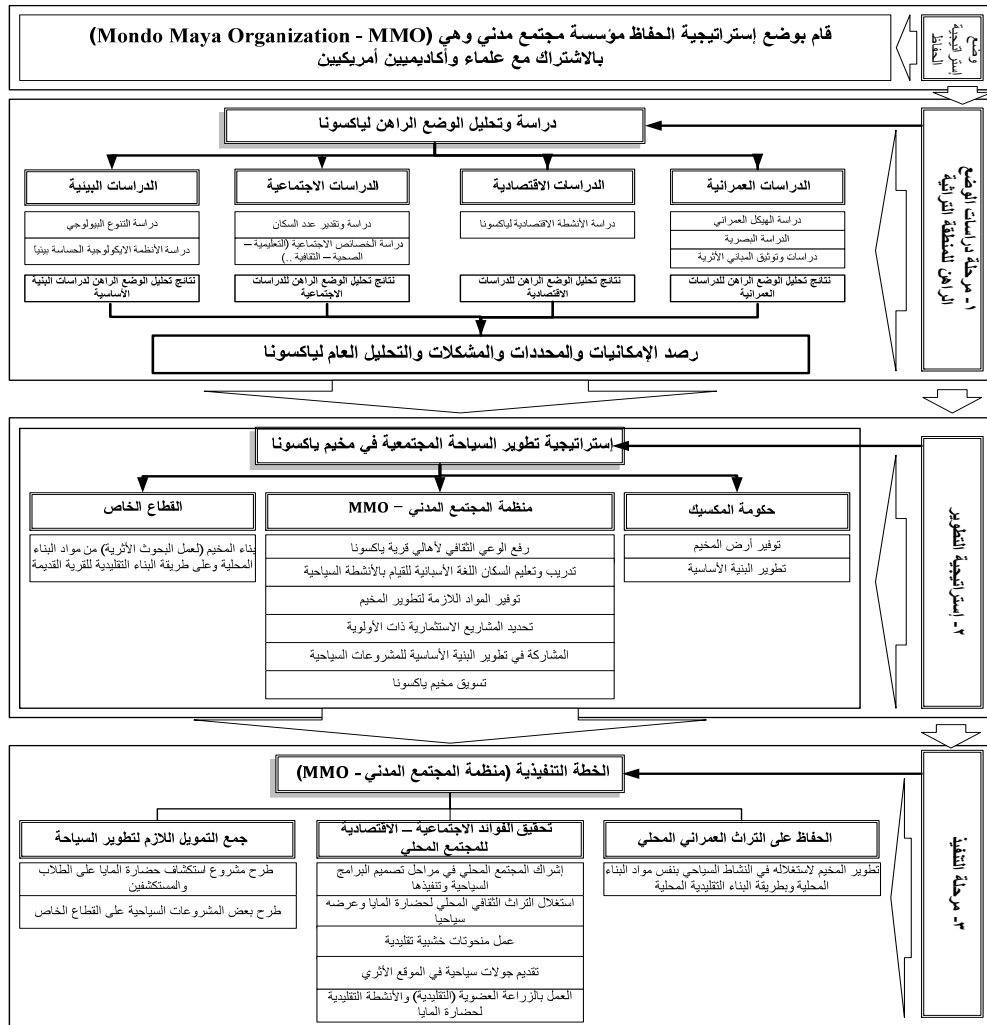 وضع
إستراتيجية
الحفاظ
قام بوضع إستراتيجية الحفاظ مؤسسة مجتمع مدني وهي (Mondo Maya Organization - MMO)
بالاشتراك مع علماء وأكاديميين أمريكيين
١- مرحلة دراسات الوضع
الراهن للمنطقة التراثية
دراسة وتحليل الوضع الراهن لياكسونا
الدراسات العمرانية
دراسة الهيكل العمراني
الدراسة البصرية
دراسات وتوثيق المباني الأثرية
نتائج تحليل الوضع الراهن للدراسات
العمرانية
الدراسات الاقتصادية
دراسة الأنشطة الاقتصادية لياكسونا
نتائج تحليل الوضع الراهن للدراسات
الاقتصادية
الدراسات الاجتماعية
دراسة وتقدير عدد السكان
دراسة الخصائص الاجتماعية (التعليمية –
الصحية – الثقافية ..)
نتائج تحليل الوضع الراهن للدراسات
الاجتماعية
الدراسات البيئية
دراسة التنوع البيولوجي
دراسة الأنظمة الايكولوجية الحساسة بيئياً
نتائج تحليل الوضع الراهن لدراسات البنية
الأساسية
رصد الإمكانيات والمحددات والمشكلات والتحليل العام لياكسونا
٢- إستراتيجية التطوير
إستراتيجية تطوير السياحة المجتمعية في مخيم ياكسونا
حكومة المكسيك
توفير أرض المخيم
تطوير البنية الأساسية
منظمة المجتمع المدني – MMO
رفع الوعي الثقافي لأهالي قرية ياكسونا
تدريب وتعليم السكان اللغة الأسبانية للقيام بالأنشطة السياحية
توفير المواد اللازمة لتطوير المخيم
تحديد المشاريع الاستثمارية ذات الأولوية
المشاركة في تطوير البنية الأساسية للمشروعات السياحية
تسويق مخيم ياكسونا
القطاع الخاص
بناء المخيم (لعمل البحوث الأثرية) من مواد البناء
المحلية وعلى طريقة البناء التقليدية للقرية القديمة
٣- مرحلة التنفيذ
الخطة التنفيذية (منظمة المجتمع المدني - MMO)
الحفاظ على التراث العمراني المحلي
تطوير المخيم لاستغلاله في النشاط السياحي بنفس مواد البناء
المحلية وبطريقة البناء التقليدية المحلية
تحقيق الفوائد الاجتماعية – الاقتصادية
للمجتمع المحلي
إشراك المجتمع المحلي في مراحل تصميم البرامج
السياحية وتنفيذها
استغلال التراث الثقافي المحلي لحضارة المايا وعرضه
سياحيا
عمل منحوتات خشبية تقليدية
تقديم جولات سياحية في الموقع الأثري
العمل بالزراعة العضوية (التقليدية) والأنشطة التقليدية
لحضارة المايا
جمع التمويل اللازم لتطوير السياحة
طرح مشروع استكشاف حضارة المايا على الطلاب
والمستكشفين
طرح بعض المشروعات السياحية على القطاع الخاص